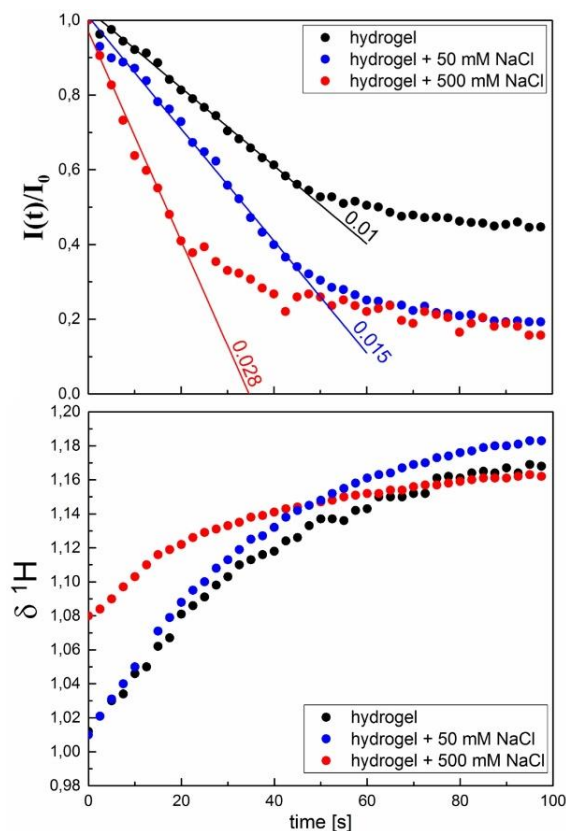 1,0
0,8
0,6
0,4
0,2
0,0
I(t)/I0
hydrogel
hydrogel + 50 mM NaCl
hydrogel + 500 mM NaCl
0.01
0.015
0.028
1,20
1,18
1,16
1,14
1,12
1,10
1,08
1,06
1,04
1,02
1,00
0,98
δ ¹H
hydrogel
hydrogel + 50 mM NaCl
hydrogel + 500 mM NaCl
0 20 40 60 80 100
time [s]